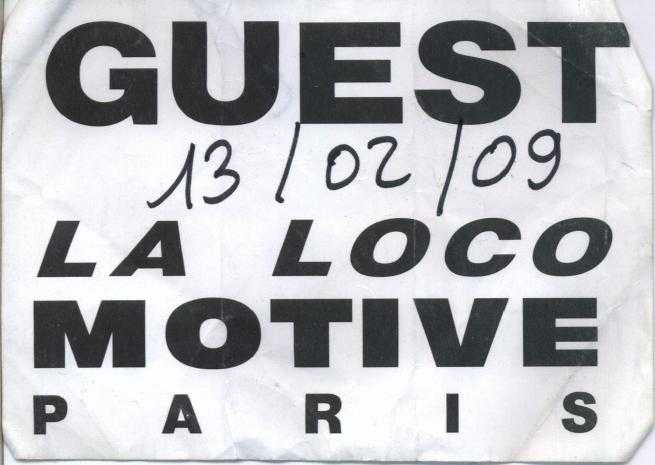 GUEST
13/02/09
LA LOCO
MOTIVE
PARIS